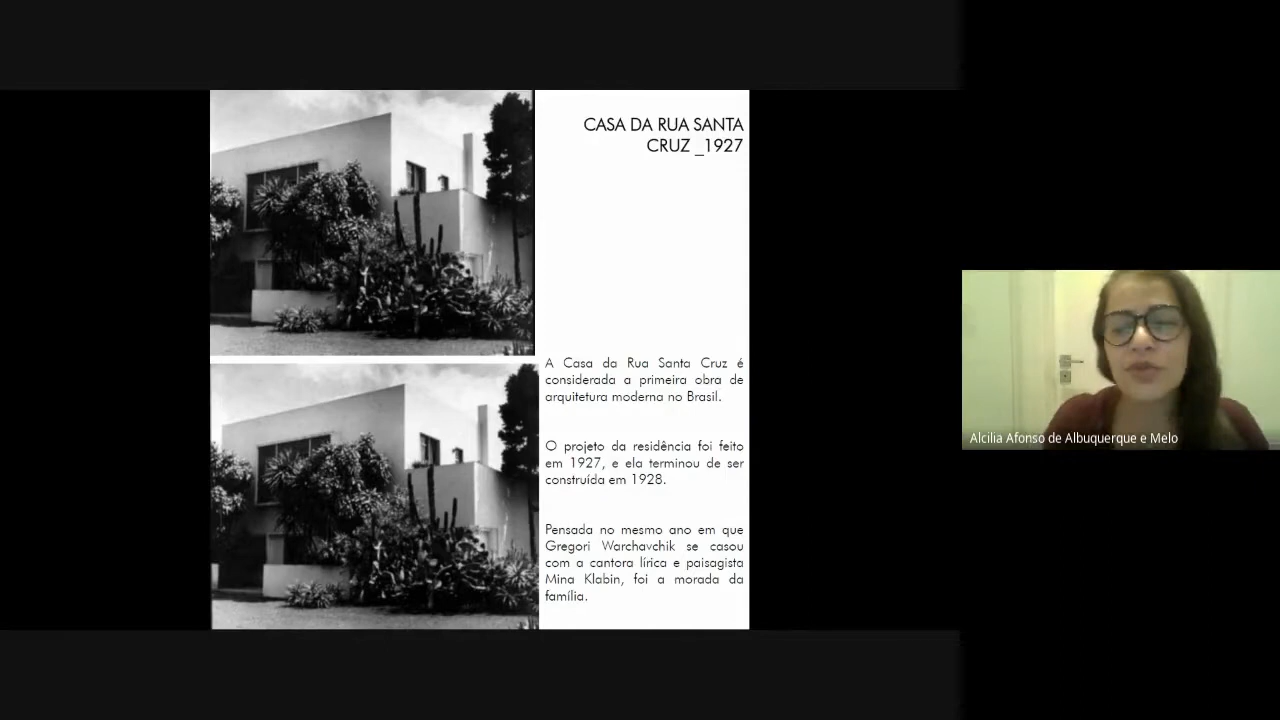 CASA DA RUA SANTA
CRUZ _1927
A Casa da Rua Santa Cruz é
considerada a primeira obra de
arquitetura moderna no Brasil.
O projeto da residência foi feito
em 1927, e ela terminou de ser
construída em 1928.
Pensada no mesmo ano em que
Gregori Warchavchik se casou
com a cantora lírica e paisagista
Mina Klabin, foi a morada da
família.
Alcilia Afonso de Albuquerque e Melo